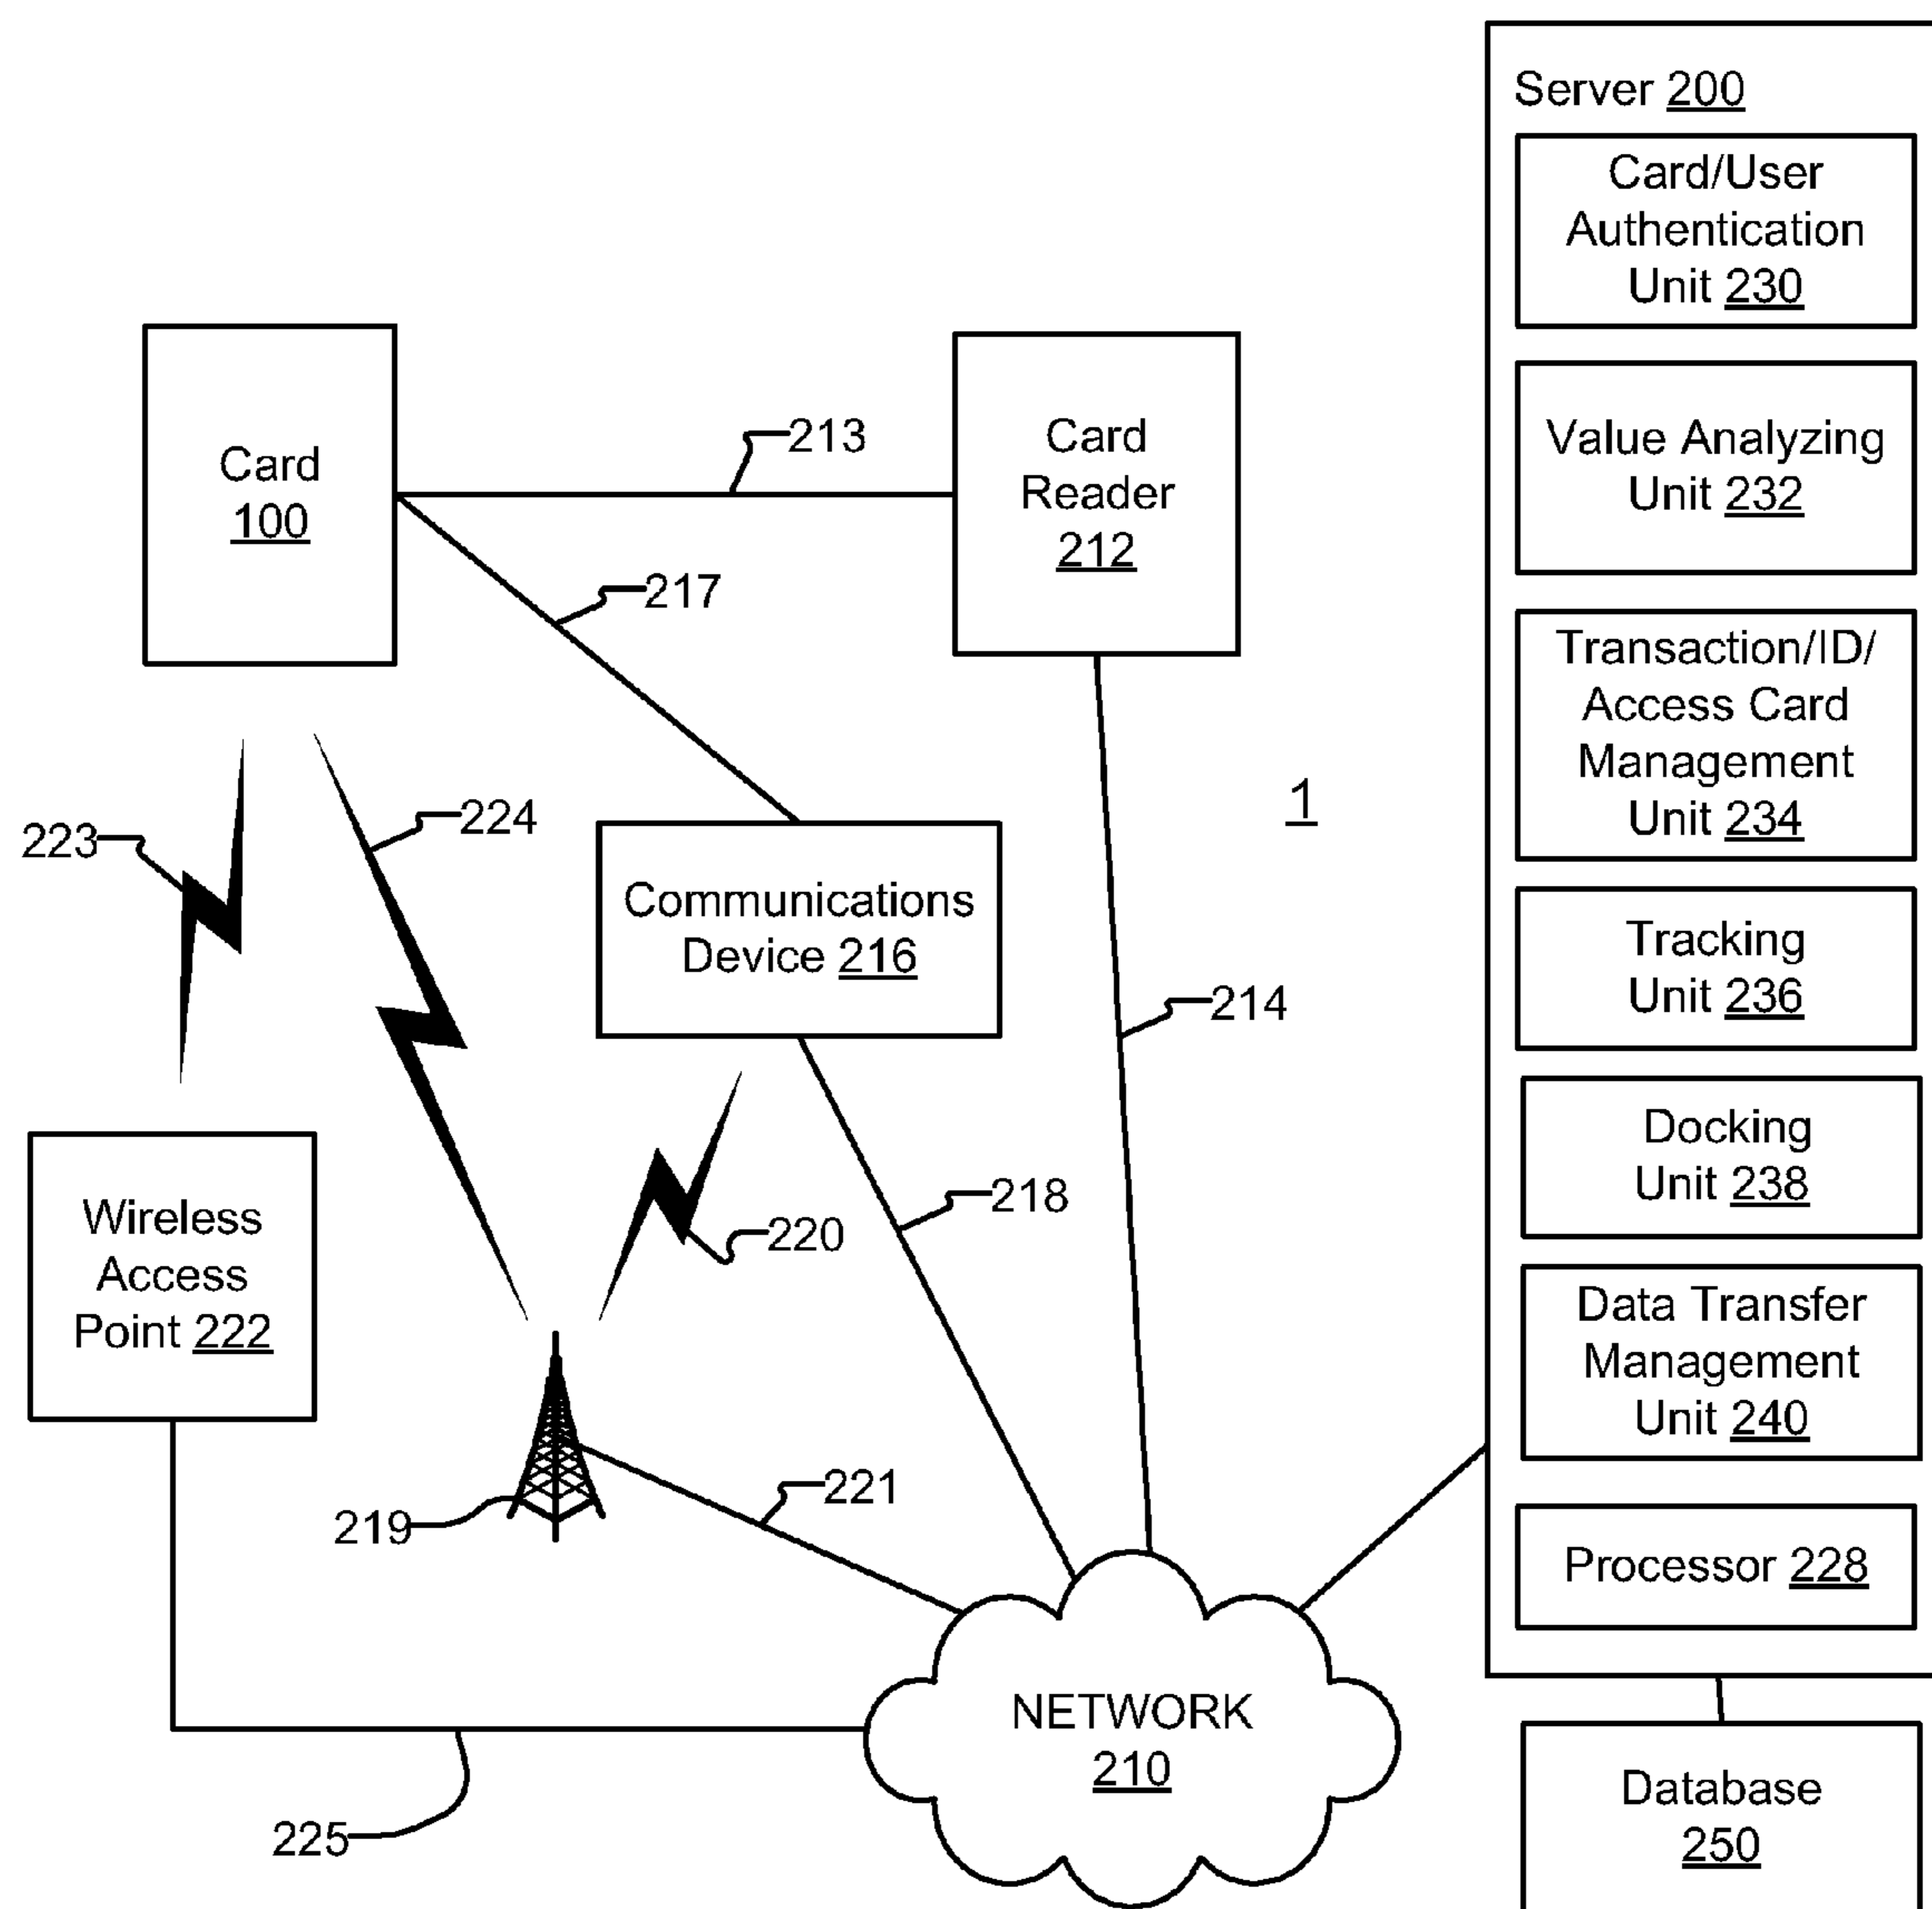 Server 200
Card/User
Authentication
Unit 230
Value Analyzing
Unit 232
Transaction/ID/
Access Card
Management
Unit 234
Tracking
Unit 236
Docking
Unit 238
Data Transfer
Management
Unit 240
Processor 228
Database
250
Card
100
213
Card
Reader
212
217
1
223
224
Communications
Device 216
214
Wireless
Access
Point 222
218
220
219
221
NETWORK
210
225